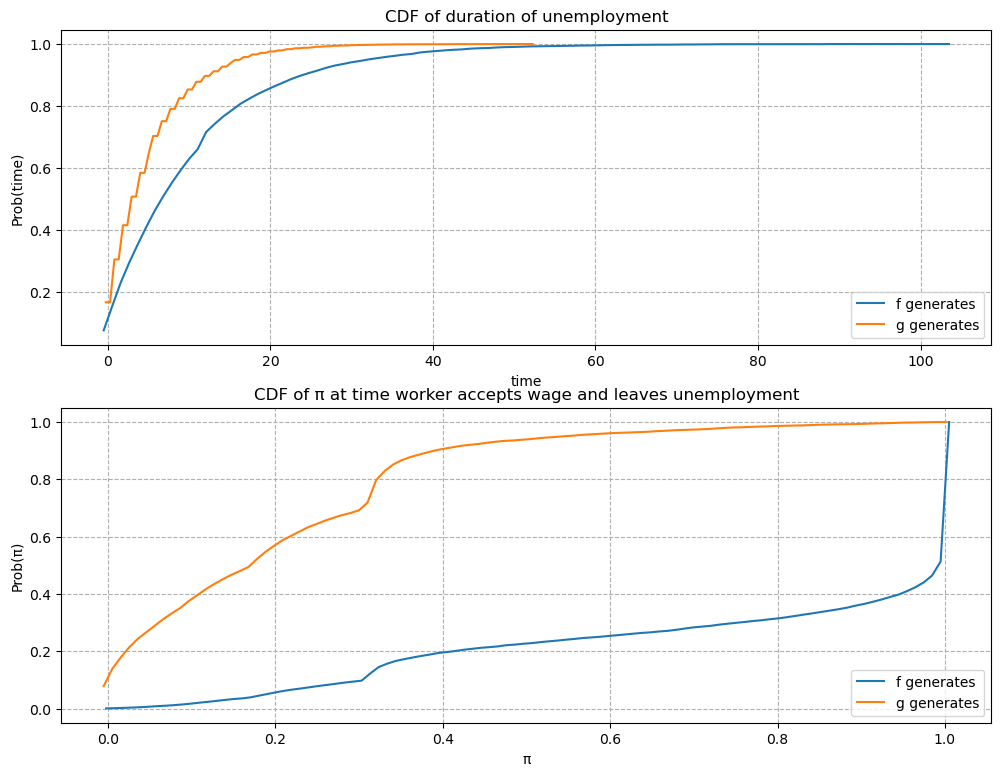 CDF of duration of unemployment
1.0
0.8
0.6
0.4
0.2
Prob(time)
f generates
g generates
0 20 40 60 80 100
time
CDF of π at time worker accepts wage and leaves unemployment
1.0
0.8
0.6
0.4
0.2
0.0
Prob(π)
f generates
g generates
0.0 0.2 0.4 0.6 0.8 1.0
π